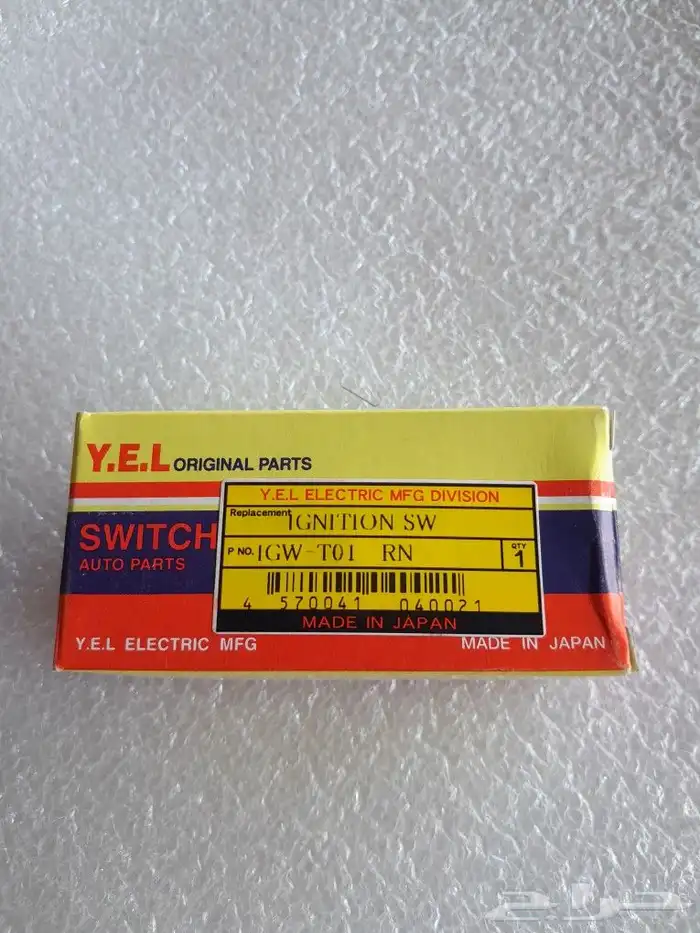 Y.E.L ORIGINAL PARTS
Y.E.L ELECTRIC MFG DIVISION
Replacement IGNITION SW
SWITCH
AUTO PARTS
P NO. IGW-T01 RN
QTY
1
4 570041 040021
MADE IN JAPAN
Y.E.L ELECTRIC MFG
MADE IN JAPAN
حراج